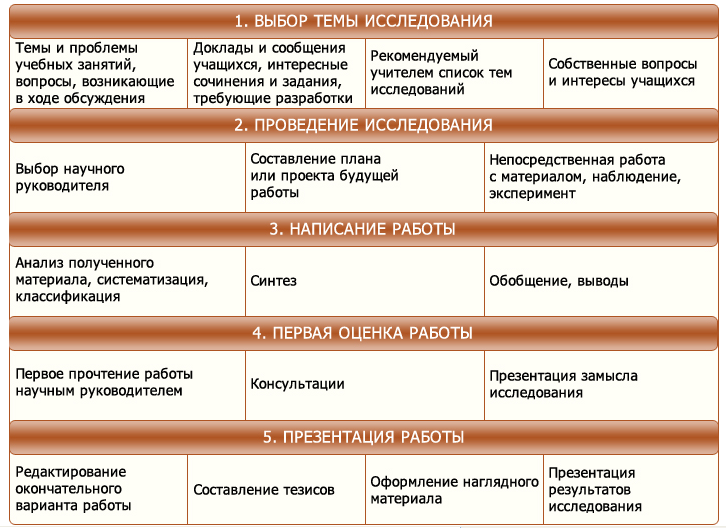 1. ВЫБОР ТЕМЫ ИССЛЕДОВАНИЯ
Темы и проблемы
учебных занятий,
вопросы, возникающие
в ходе обсуждения
Доклады и сообщения
учащихся, интересные
сочинения и задания,
требующие разработки
Рекомендуемый
учителем список тем
исследований
Собственные вопросы
и интересы учащихся
2. ПРОВЕДЕНИЕ ИССЛЕДОВАНИЯ
Выбор научного
руководителя
Составление плана
или проекта будущей
работы
Непосредственная работа
с материалом, наблюдение,
эксперимент
3. НАПИСАНИЕ РАБОТЫ
Анализ полученного
материала, систематизация,
классификация
Синтез
Обобщение, выводы
4. ПЕРВАЯ ОЦЕНКА РАБОТЫ
Первое прочтение работы
научным руководителем
Консультации
Презентация замысла
исследования
5. ПРЕЗЕНТАЦИЯ РАБОТЫ
Редактирование
окончательного
варианта работы
Составление тезисов
Оформление наглядного
материала
Презентация
результатов
исследования